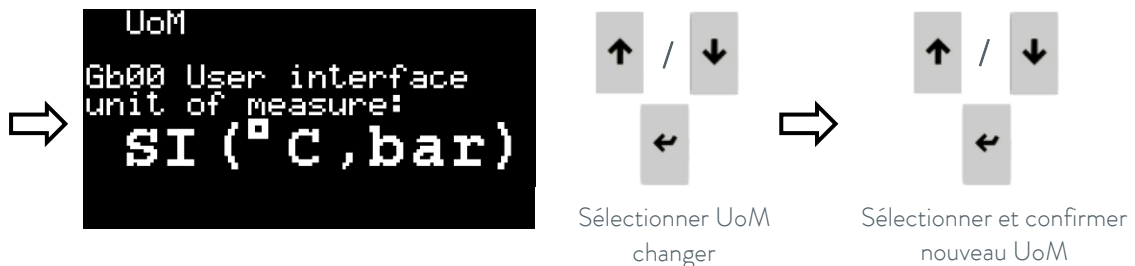 UoM
Gb00 User interface
unit of measure:
SI(°C,bar)
/
/
Sélectionner UoM
changer
Sélectionner et confirmer
nouveau UoM